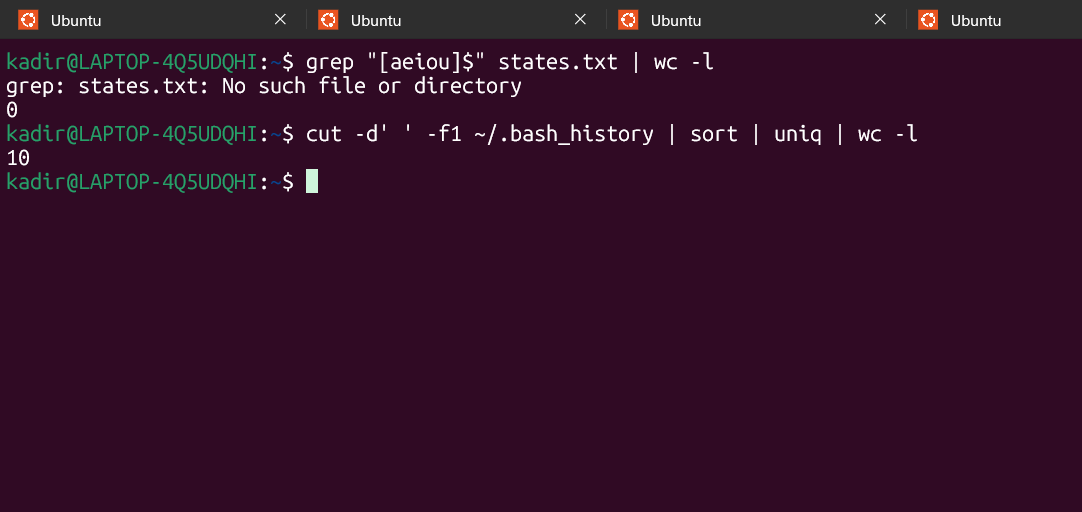 Ubuntu Ubuntu Ubuntu Ubuntu
kadir@LAPTOP-4Q5UDQHI:~$ grep "[aeiou]$" states.txt | wc -l
grep: states.txt: No such file or directory
0
kadir@LAPTOP-4Q5UDQHI:~$ cut -d' ' -f1 ~/.bash_history | sort | uniq | wc -l
10
kadir@LAPTOP-4Q5UDQHI:~$